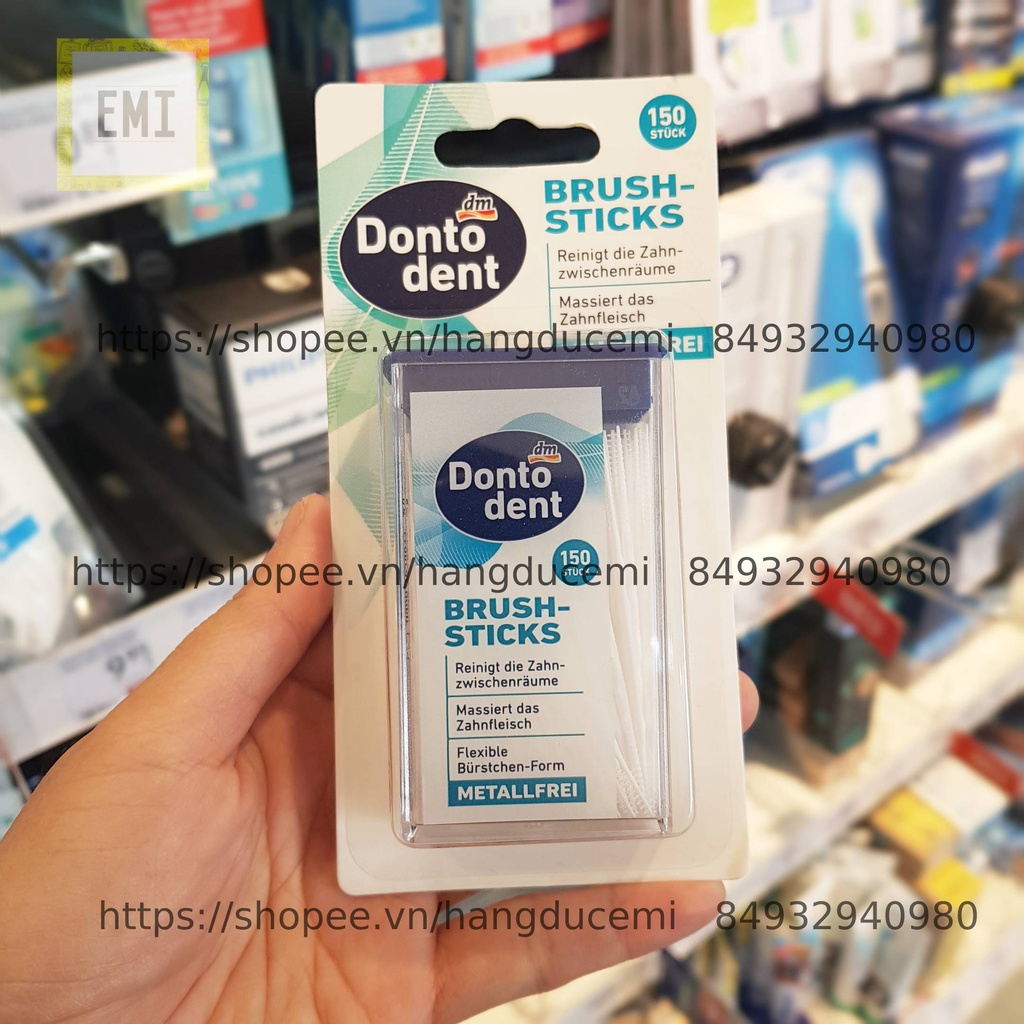 EMI
150
STÜCK
dm
Donto
dent
BRUSH-
STICKS
Reinigt die Zahn-
zwischenräume
Massiert das
Zahnfleisch
REI
https://shopee.vn/hangducemi 84932940980
dm
Donto
dent
150
STÜCK
https://shopee.vn/hangducemi 84932940980
BRUSH-
STICKS
Reinigt die Zahn-
zwischenräume
Massiert das
Zahnfleisch
Flexible
Bürstchen-Form
METALLFREI
https://shopee.vn/hangducemi 84932940980